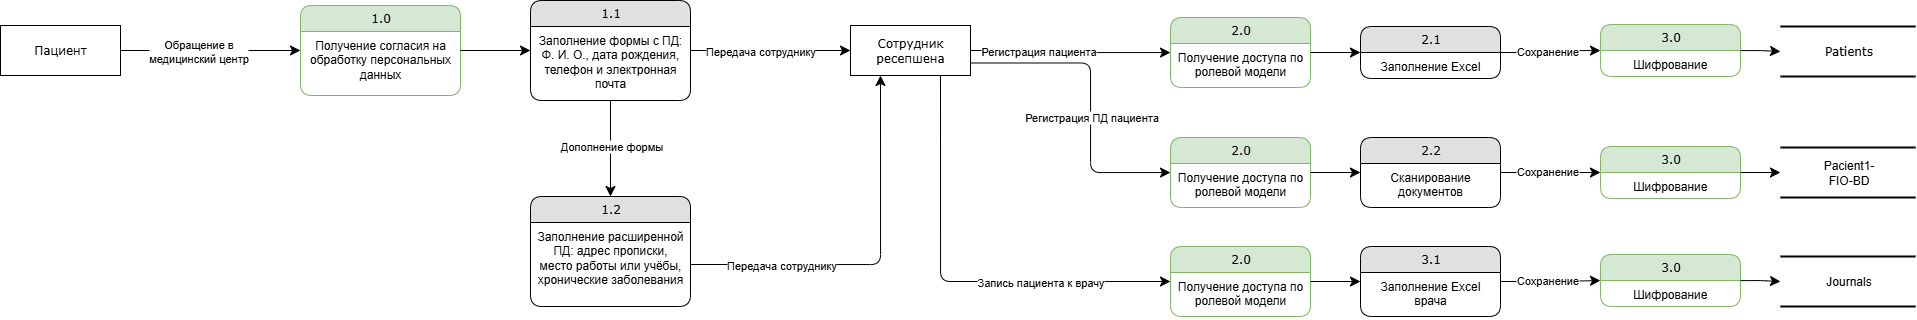 Пациент
Обращение в
медицинский центр
1.0
Получение согласия на
обработку персональных
данных
1.1
Заполнение формы с ПД:
Ф. И. О., дата рождения,
телефон и электронная
почта
Передача сотруднику
Дополнение формы
1.2
Заполнение расширенной
ПД: адрес прописки,
место работы или учёбы,
хронические заболевания
Передача сотруднику
Сотрудник
ресепшена
Регистрация пациента
2.0
Получение доступа по
ролевой модели
2.1
Заполнение Excel
Сохранение
3.0
Шифрование
Patients
Регистрация ПД пациента
2.0
Получение доступа по
ролевой модели
2.2
Сканирование
документов
Сохранение
3.0
Шифрование
Pacient1-
FIO-BD
Запись пациента к врачу
2.0
Получение доступа по
ролевой модели
3.1
Заполнение Excel
врача
Сохранение
3.0
Шифрование
Journals